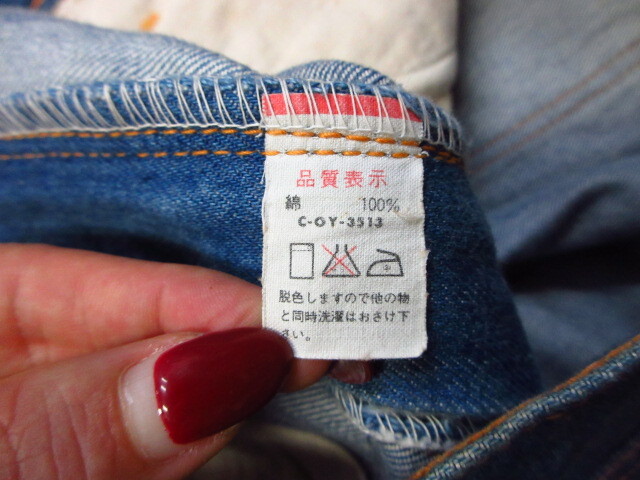 品質表示
綿 100%
C-OY-3513
脱色しますので他の物
と同時洗濯はおさけ下
さい。